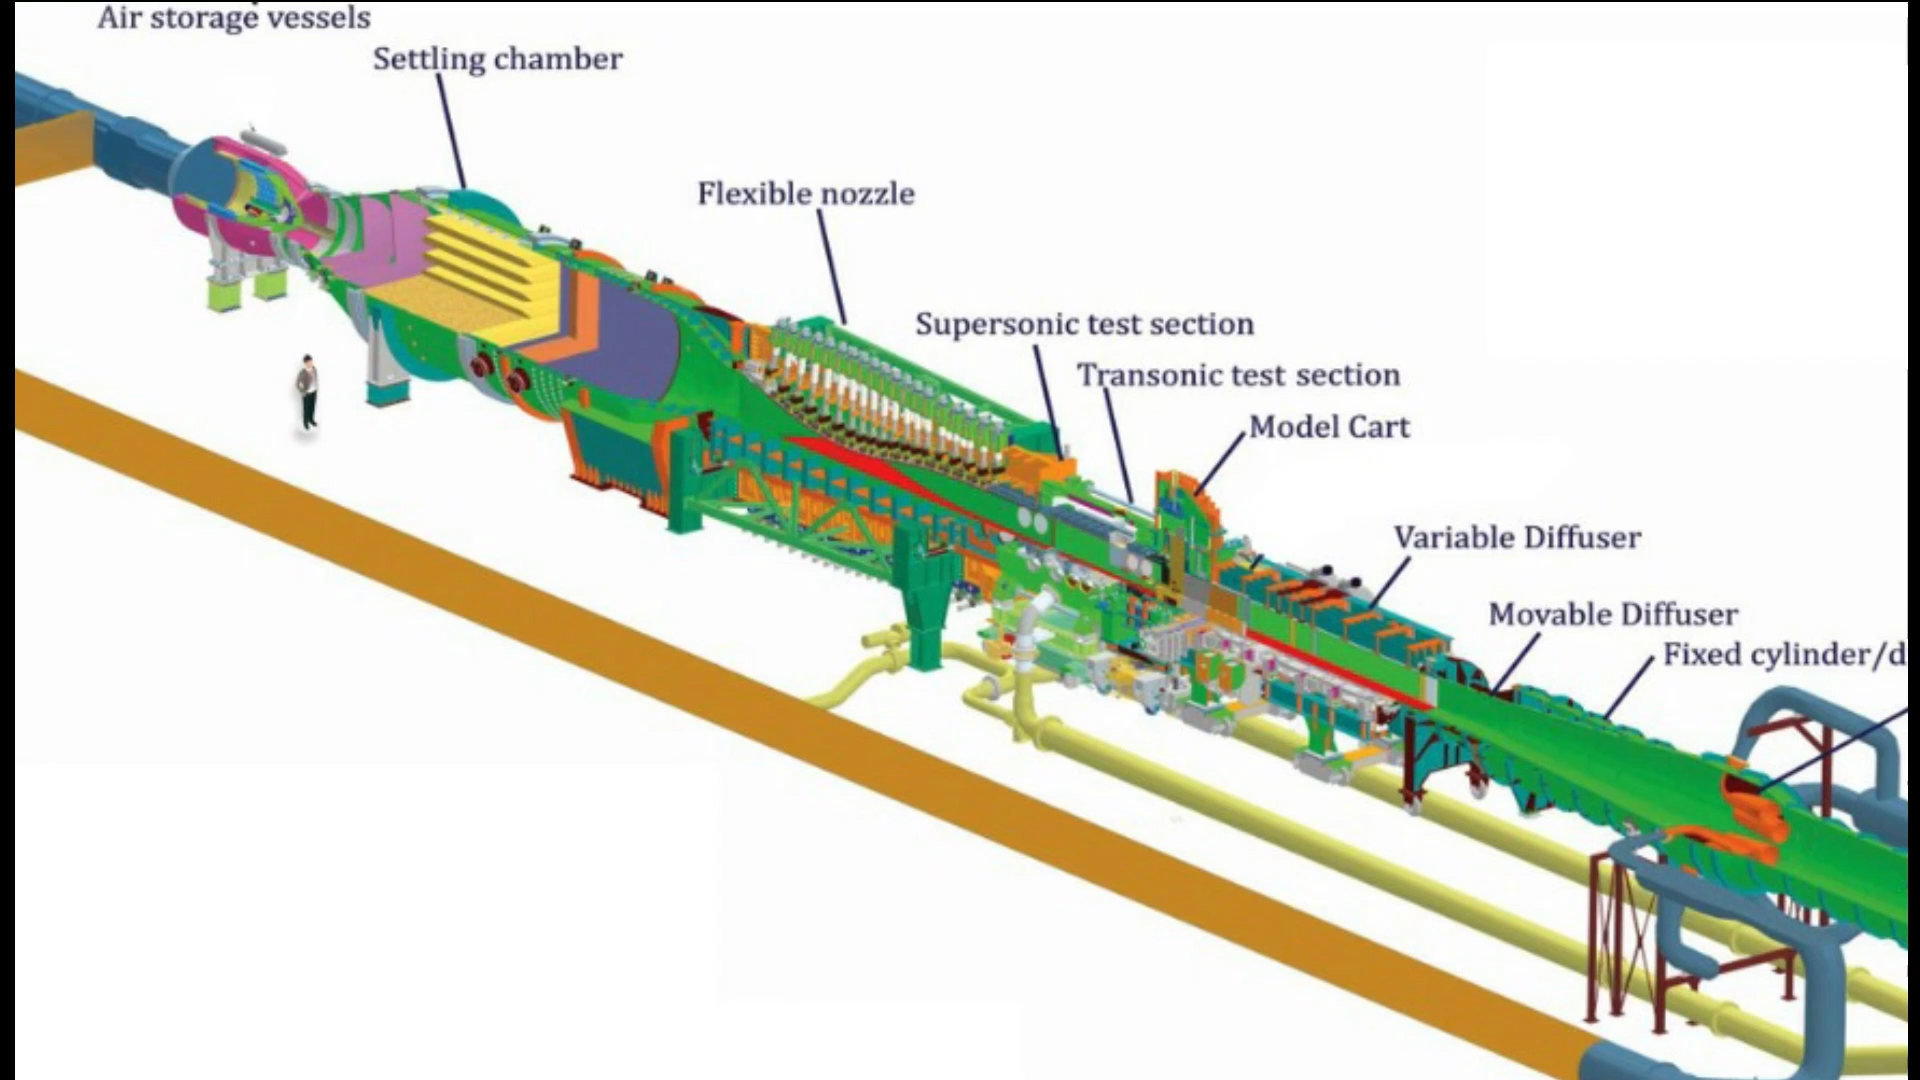 Air storage vessels
Settling chamber
Flexible nozzle
Supersonic test section
Transonic test section
Model Cart
Variable Diffuser
Movable Diffuser
Fixed cylinder/d